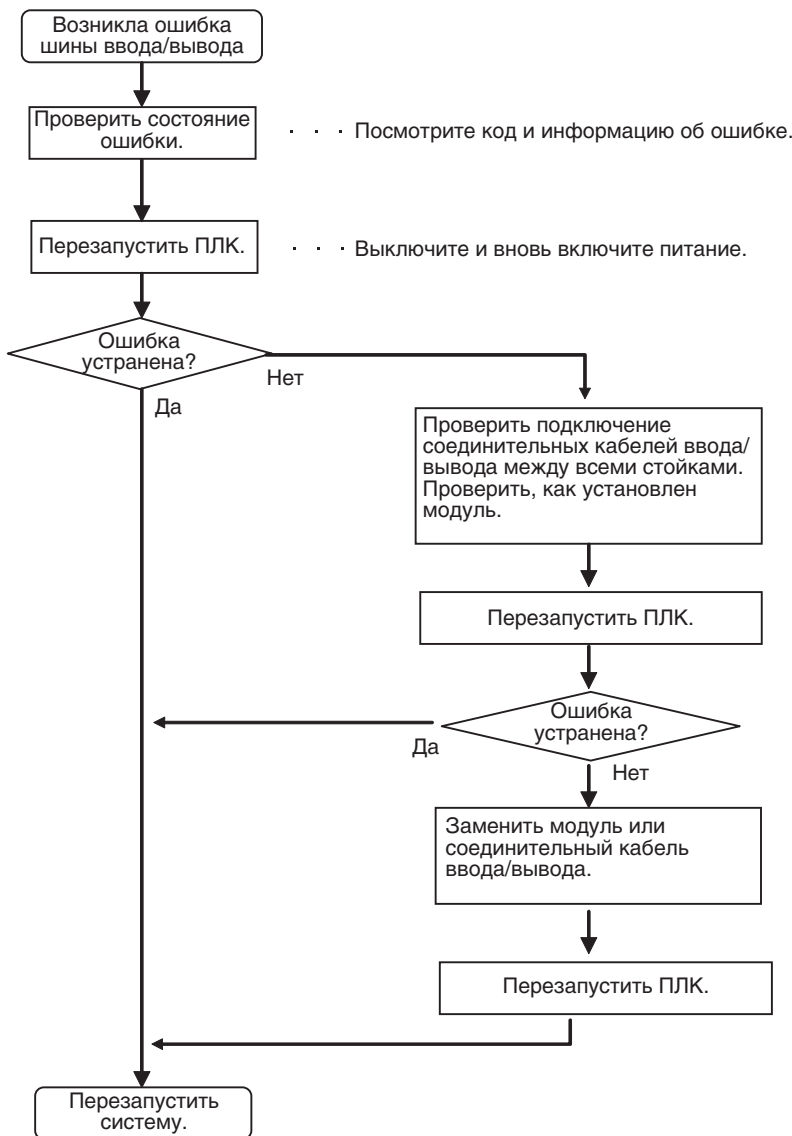 Возникла ошибка
шины ввода/вывода
Проверить состояние
ошибки.
· · · Посмотрите код и информацию об ошибке.
Перезапустить ПЛК.
· · · Выключите и вновь включите питание.
Ошибка
устранена?
Нет
Да
Проверить подключение
соединительных кабелей ввода/
вывода между всеми стойками.
Проверить, как установлен
модуль.
Перезапустить ПЛК.
Ошибка
устранена?
Да
Нет
Заменить модуль или
соединительный кабель
ввода/вывода.
Перезапустить ПЛК.
Перезапустить
систему.